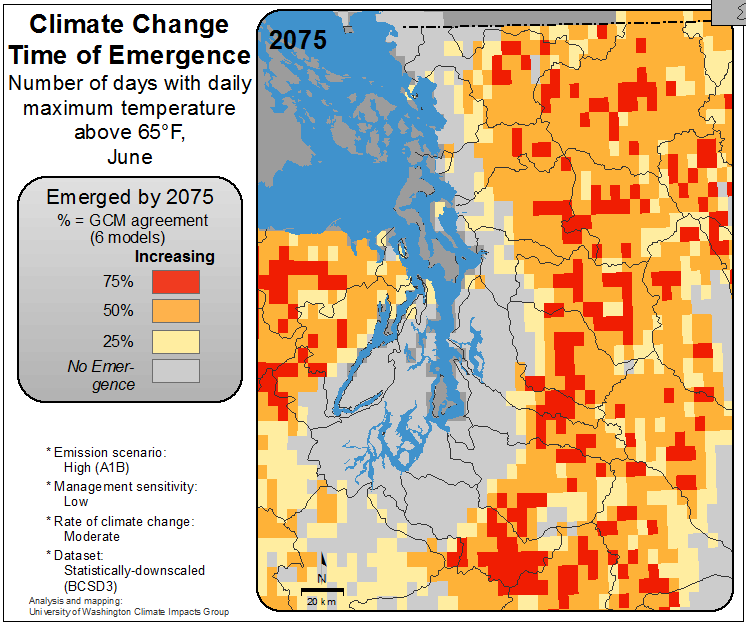 Climate Change
Time of Emergence
Number of days with daily
maximum temperature
above 65°F,
June
2075
Emerged by 2075
% = GCM agreement
(6 models)
Increasing
75%
50%
25%
No Emer-
gence
* Emission scenario:
High (A1B)
* Management sensitivity:
Low
* Rate of climate change:
Moderate
* Dataset:
Statistically-downscaled
(BCSD3)
Analysis and mapping:
University of Washington Climate Impacts Group
N
20 km